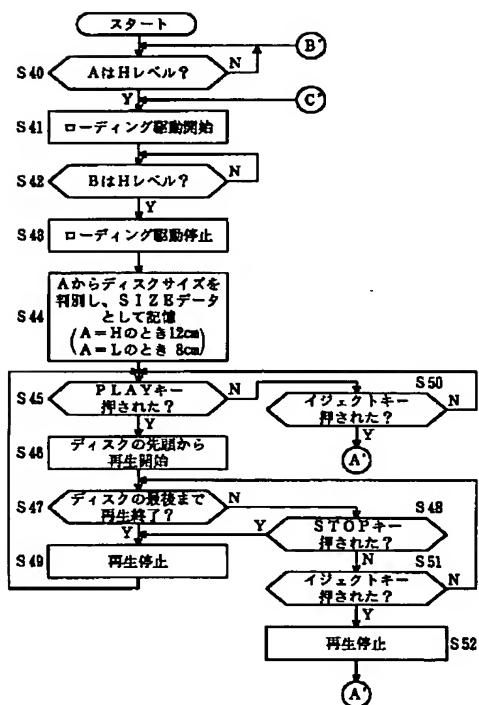 スタート
B'
S40
AはHレベル?
N
Y
C'
S41
ローディング駆動開始
S42
BはHレベル?
N
Y
S43
ローディング駆動停止
S44
Aからディスクサイズを
判別し、SIZEデータ
として記憶
(A=Hのとき12cm
A=Lのとき 8cm)
S45
PLAYキー
押された?
N
Y
S50
イジェクトキー
押された?
N
Y
A'
S46
ディスクの先頭から
再生開始
S47
ディスクの最後まで
再生終了?
N
Y
S48
STOPキー
押された?
Y
N
S49
再生停止
S51
イジェクトキー
押された?
N
Y
再生停止
S52
A'